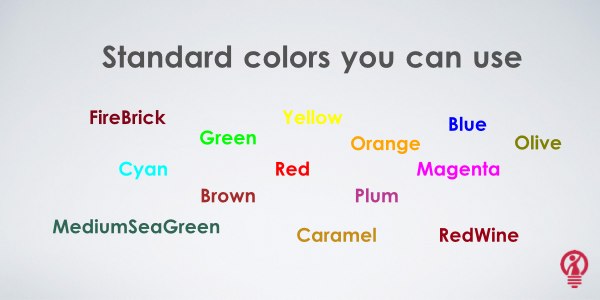 Standard colors you can use
FireBrick
Yellow
Blue
Green
Orange
Olive
Cyan
Red
Magenta
Brown
Plum
MediumSeaGreen
Caramel
RedWine